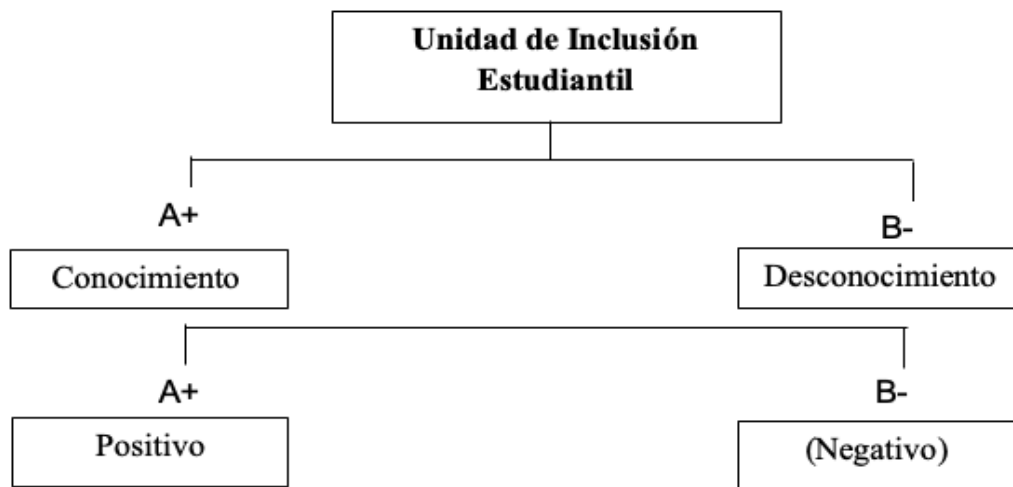 Unidad de Inclusión
Estudiantil
A+
B-
Conocimiento
Desconocimiento
A+
B-
Positivo
(Negativo)